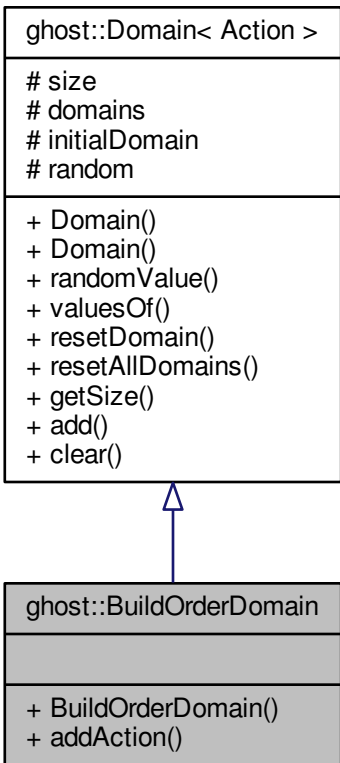 ghost::Domain< Action >
# size
# domains
# initialDomain
# random
+ Domain()
+ Domain()
+ randomValue()
+ valuesOf()
+ resetDomain()
+ resetAllDomains()
+ getSize()
+ add()
+ clear()
ghost::BuildOrderDomain
+ BuildOrderDomain()
+ addAction()